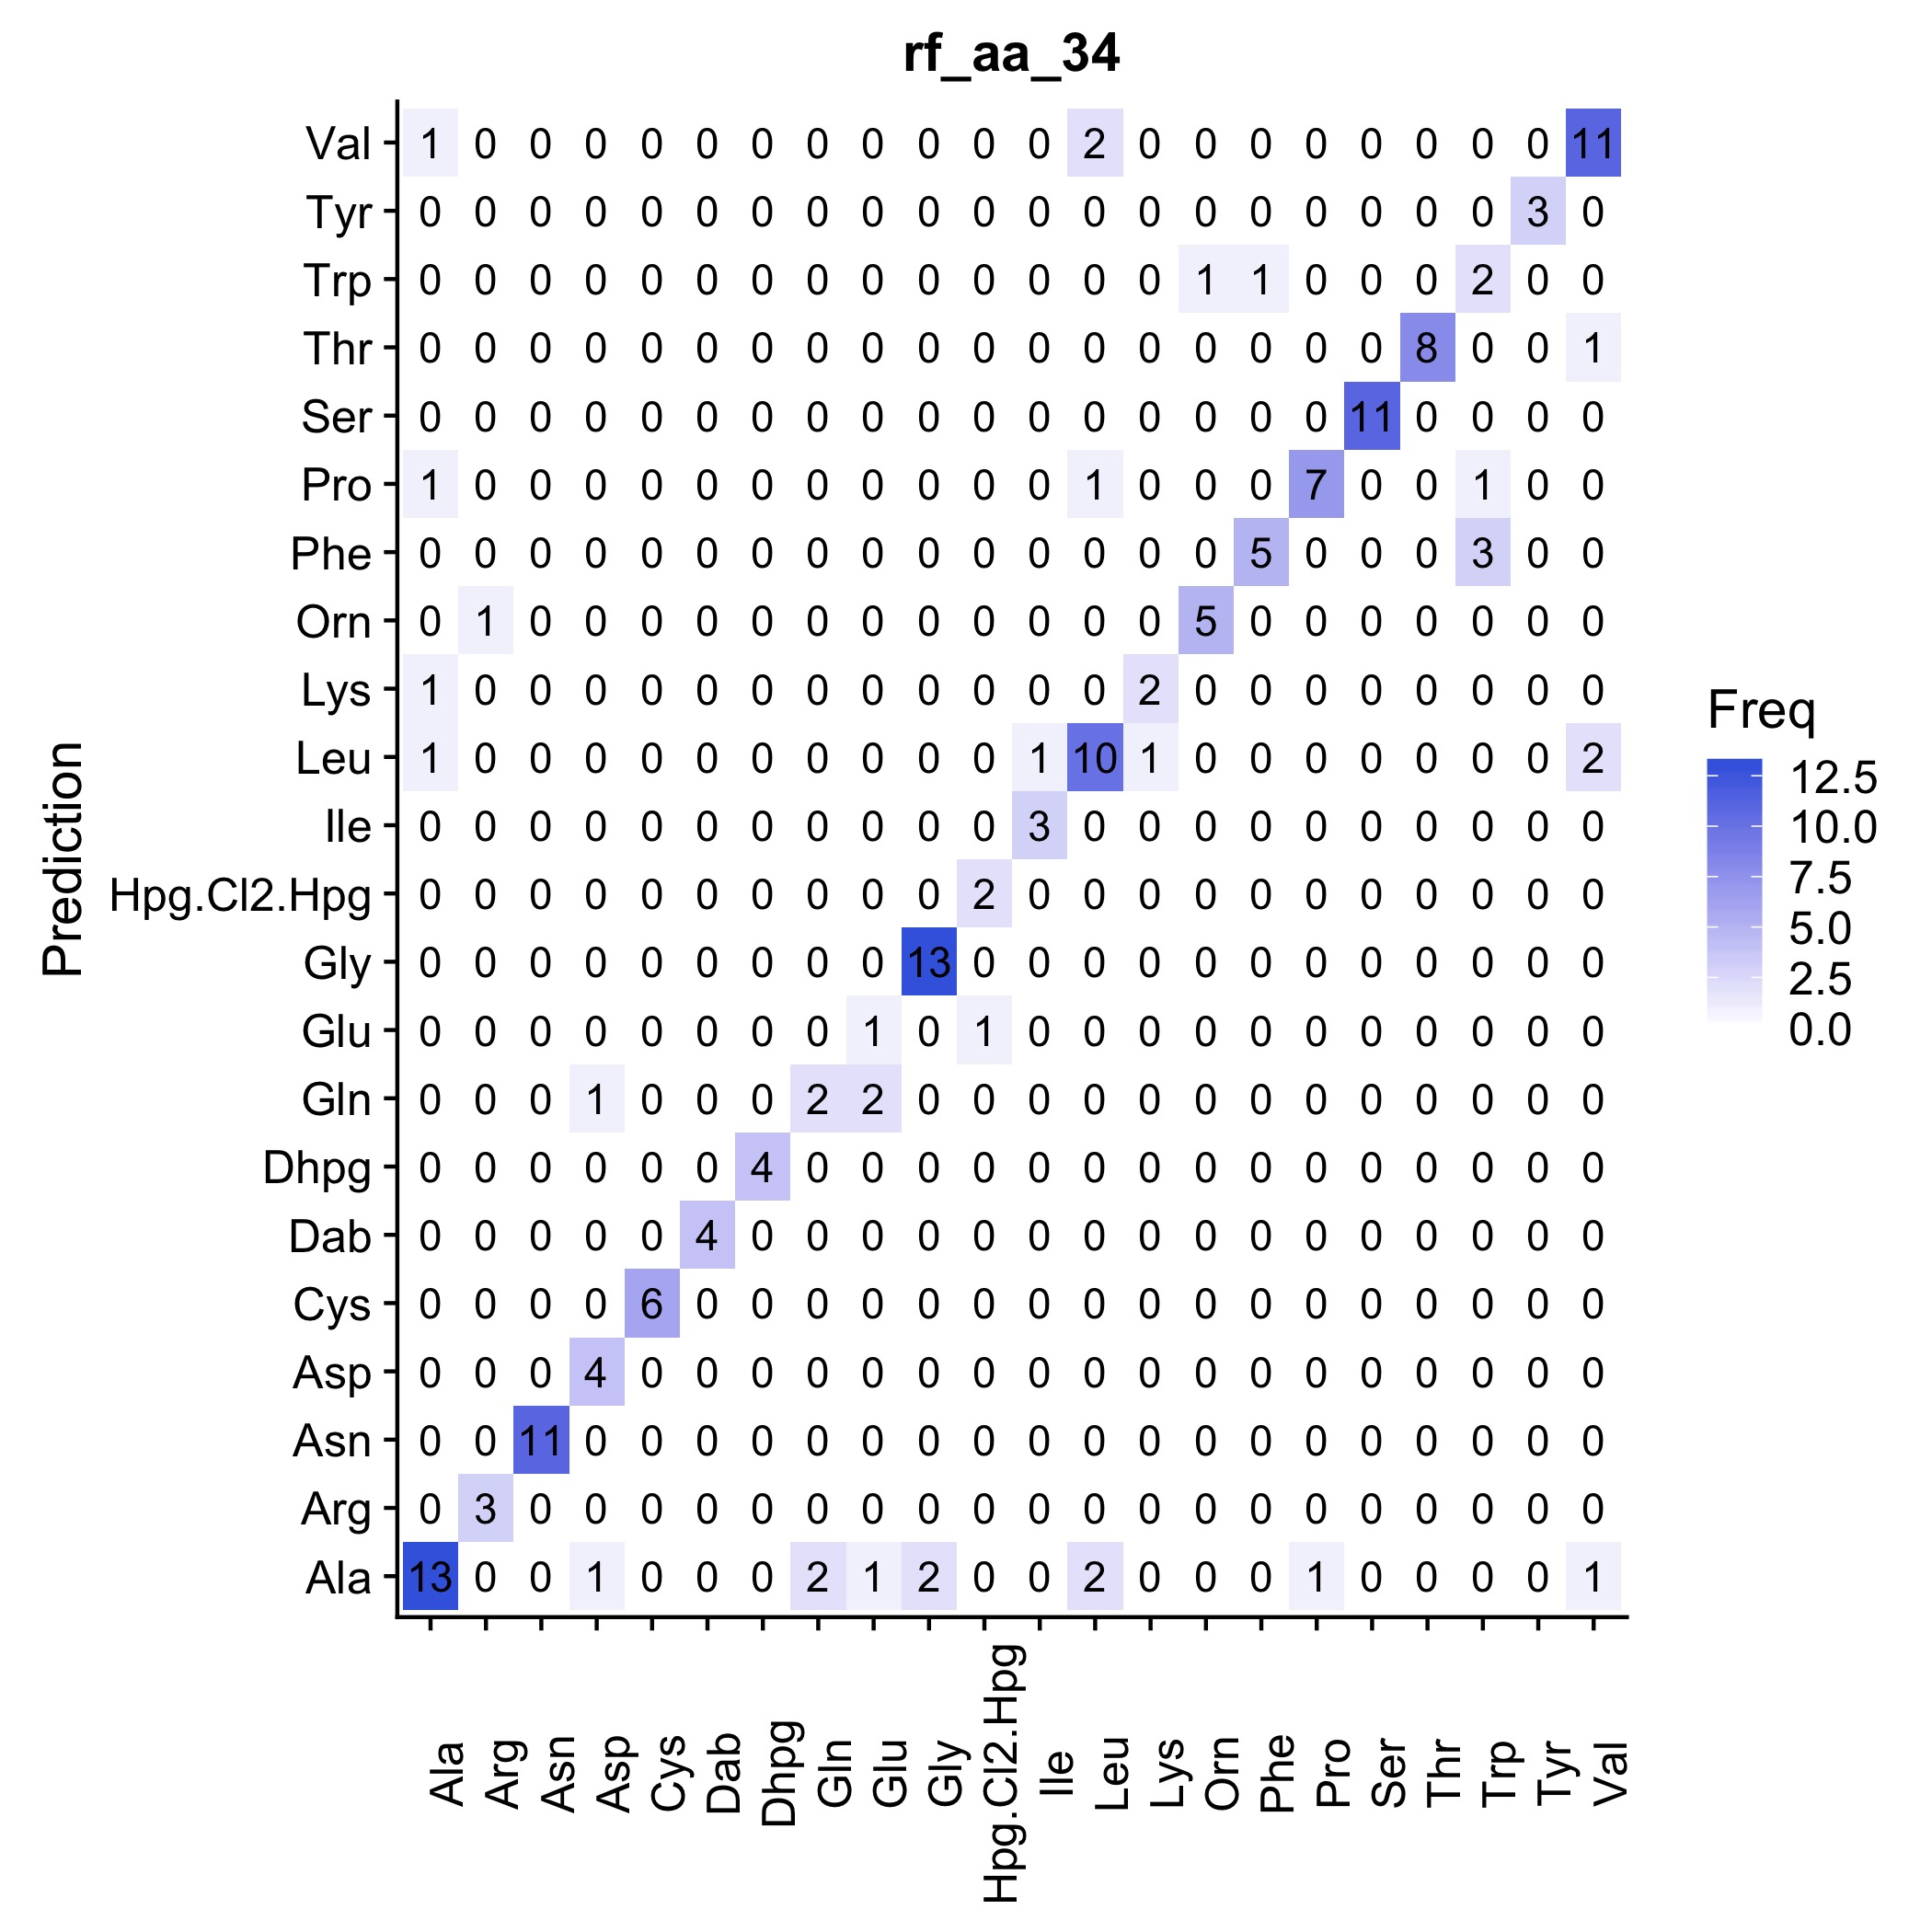 rf_aa_34
Val 1 0 0 0 0 0 0 0 0 0 0 0 2 0 0 0 0 0 0 0 0 11
Tyr 0 0 0 0 0 0 0 0 0 0 0 0 0 0 0 0 0 0 0 0 3 0
Trp 0 0 0 0 0 0 0 0 0 0 0 0 0 0 1 1 0 0 0 2 0 0
Thr 0 0 0 0 0 0 0 0 0 0 0 0 0 0 0 0 0 0 8 0 0 1
Ser 0 0 0 0 0 0 0 0 0 0 0 0 0 0 0 0 0 11 0 0 0 0
Pro 1 0 0 0 0 0 0 0 0 0 0 0 1 0 0 0 7 0 0 1 0 0
Phe 0 0 0 0 0 0 0 0 0 0 0 0 0 0 0 5 0 0 0 3 0 0
Orn 0 1 0 0 0 0 0 0 0 0 0 0 0 0 5 0 0 0 0 0 0 0
Lys 1 0 0 0 0 0 0 0 0 0 0 0 0 2 0 0 0 0 0 0 0 0
Leu 1 0 0 0 0 0 0 0 0 0 0 1 10 1 0 0 0 0 0 0 0 2
Ile 0 0 0 0 0 0 0 0 0 0 0 3 0 0 0 0 0 0 0 0 0 0
Hpg.Cl2.Hpg 0 0 0 0 0 0 0 0 0 0 2 0 0 0 0 0 0 0 0 0 0 0
Gly 0 0 0 0 0 0 0 0 0 13 0 0 0 0 0 0 0 0 0 0 0 0
Glu 0 0 0 0 0 0 0 0 1 0 1 0 0 0 0 0 0 0 0 0 0 0
Gln 0 0 0 1 0 0 0 2 2 0 0 0 0 0 0 0 0 0 0 0 0 0
Dhpg 0 0 0 0 0 0 4 0 0 0 0 0 0 0 0 0 0 0 0 0 0 0
Dab 0 0 0 0 0 4 0 0 0 0 0 0 0 0 0 0 0 0 0 0 0 0
Cys 0 0 0 0 6 0 0 0 0 0 0 0 0 0 0 0 0 0 0 0 0 0
Asp 0 0 0 4 0 0 0 0 0 0 0 0 0 0 0 0 0 0 0 0 0 0
Asn 0 0 11 0 0 0 0 0 0 0 0 0 0 0 0 0 0 0 0 0 0 0
Arg 0 3 0 0 0 0 0 0 0 0 0 0 0 0 0 0 0 0 0 0 0 0
Ala 13 0 0 1 0 0 0 2 1 2 0 0 2 0 0 0 1 0 0 0 0 1
Prediction
Ala Arg Asn Asp Cys Dab Dhpg Gln Glu Gly Hpg.Cl2.Hpg Ile Leu Lys Orn Phe Pro Ser Thr Trp Tyr Val
Freq
12.5
10.0
7.5
5.0
2.5
0.0